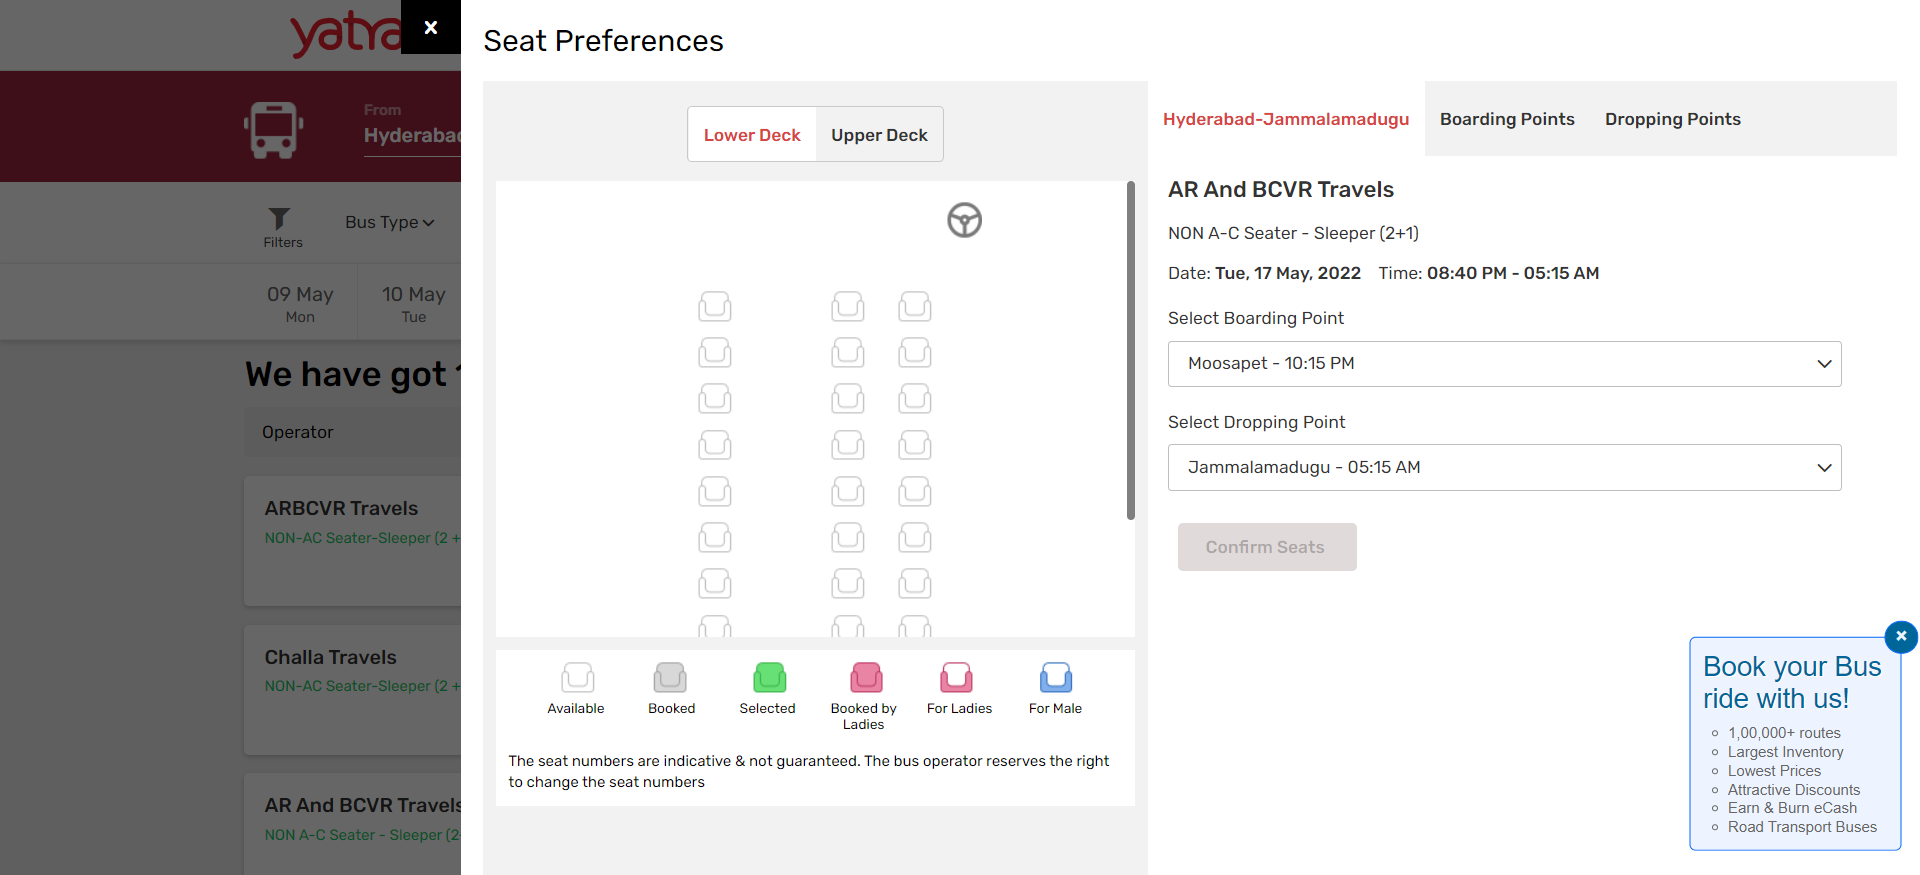 yatra
x
From
Hyderabad
Filters
Bus Type
09 May
Mon
10 May
Tue
We have got
Operator
ARBCVR Travels
NON-AC Seater-Sleeper (2 +
Challa Travels
NON-AC Seater-Sleeper (2 +
AR And BCVR Travels
NON A-C Seater - Sleeper (2
Seat Preferences
Lower Deck
Upper Deck
Available
Booked
Selected
Booked by
Ladies
For Ladies
For Male
The seat numbers are indicative & not guaranteed. The bus operator reserves the right
to change the seat numbers
Hyderabad-Jammalamadugu
Boarding Points
Dropping Points
AR And BCVR Travels
NON A-C Seater - Sleeper (2+1)
Date: Tue, 17 May, 2022 Time: 08:40 PM - 05:15 AM
Select Boarding Point
Moosapet - 10:15 PM
Select Dropping Point
Jammalamadugu - 05:15 AM
Confirm Seats
x
Book your Bus
ride with us!
1,00,000+ routes
Largest Inventory
Lowest Prices
Attractive Discounts
Earn & Burn eCash
Road Transport Buses